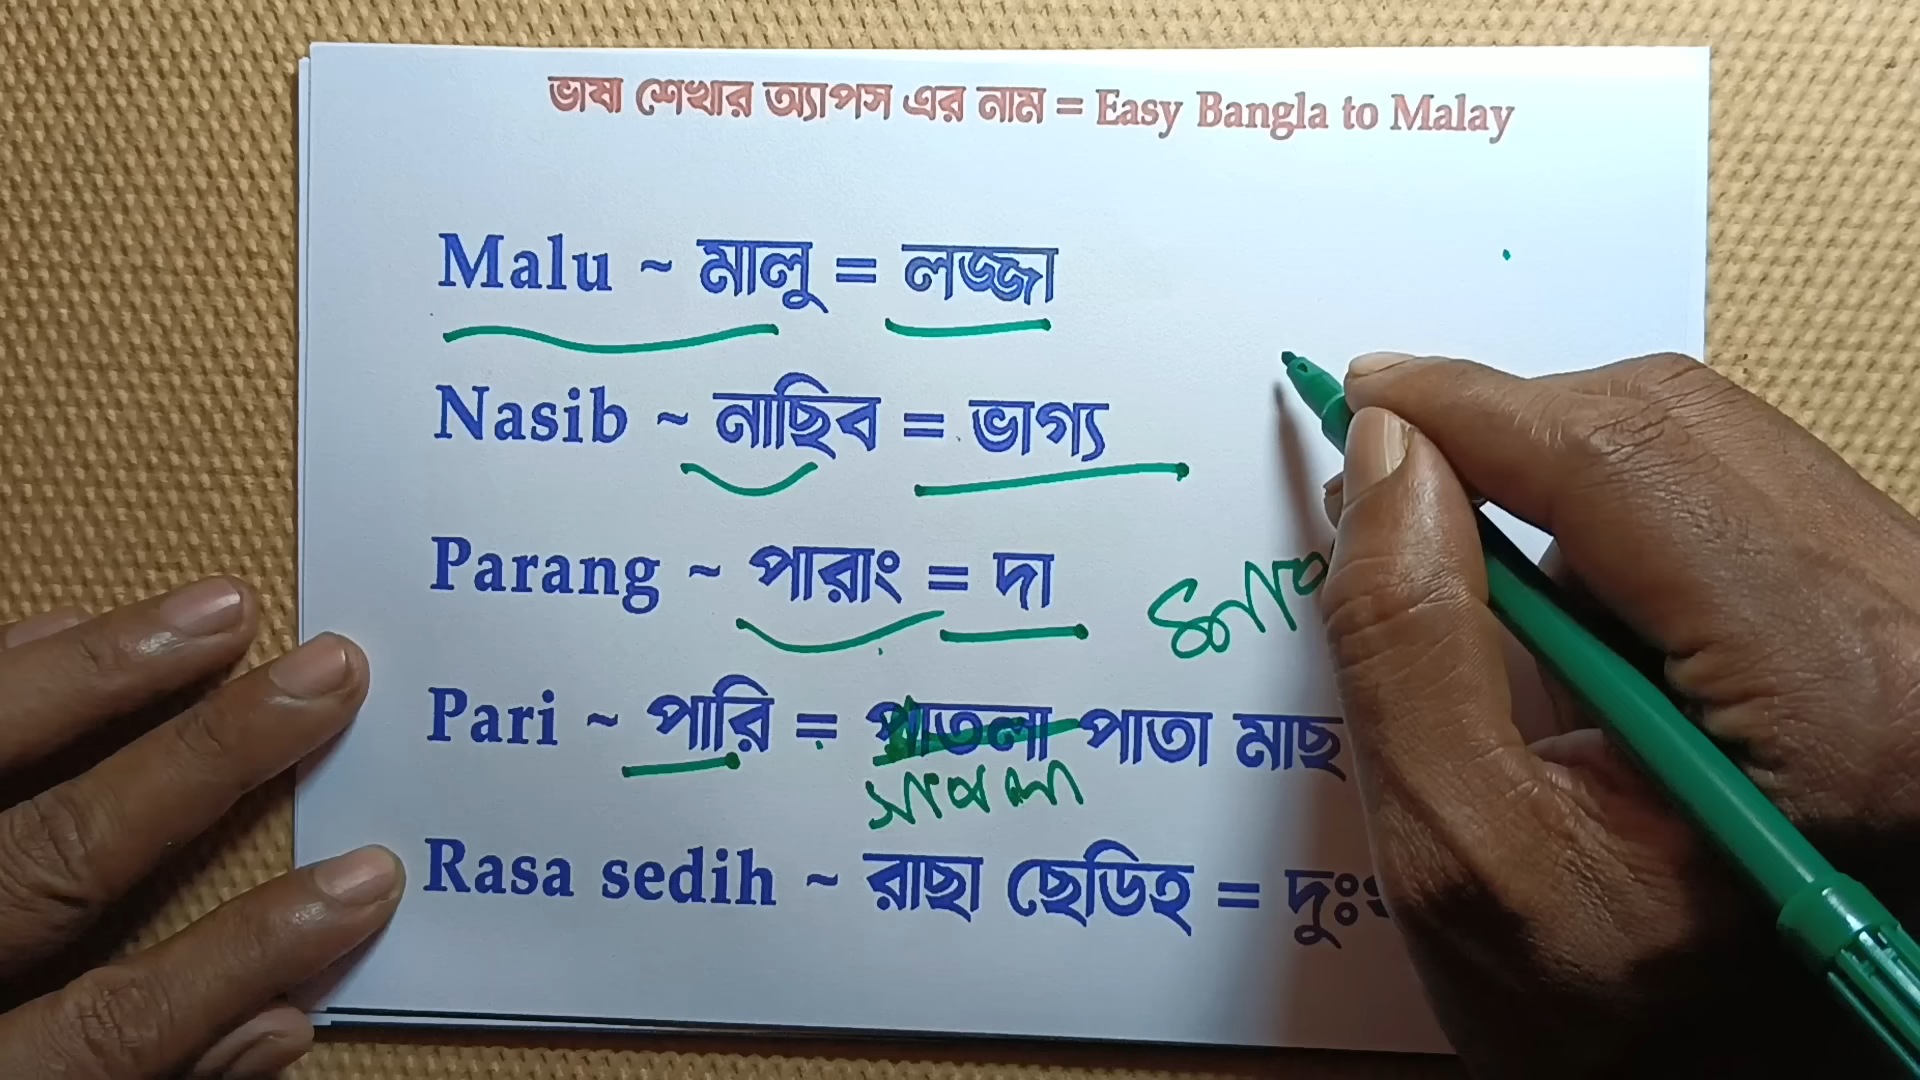 ভাষা শেখার অ্যাপস এর নাম = Easy Bangla to Malay
Malu ~ মালু = লজ্জা
Nasib ~ নাছিব = ভাগ্য
Parang ~ পারাং = দা
Pari ~ পারি = পাতলা পাতা মাছ
Rasa sedih ~ রাছা ছেডিহ =